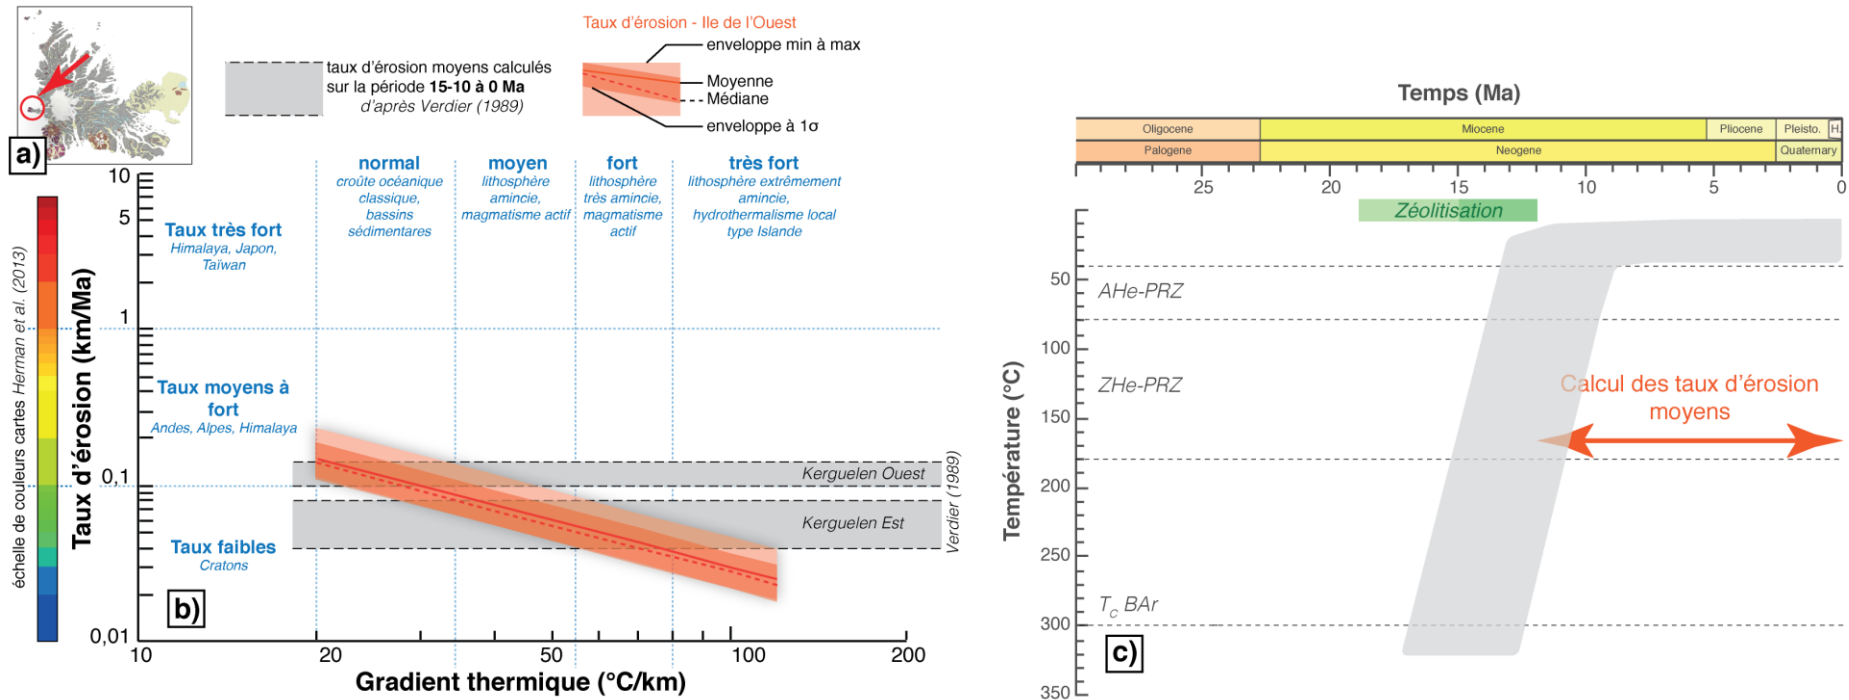 a)
taux d'érosion moyens calculés
sur la période 15-10 à 0 Ma
d'après Verdier (1989)
Taux d'érosion - Ile de l'Ouest
enveloppe min à max
Moyenne
Médiane
enveloppe à 1σ
normal
croûte océanique
classique,
bassins
sédimentares
moyen
lithosphère
amincie,
magmatisme actif
fort
lithosphère
très amincie,
magmatisme
actif
très fort
lithosphère extrêmement
amincie,
hydrothermalisme local
type Islande
échelle de couleurs cartes Herman et al. (2013)
Taux d'érosion (km/Ma)
10
5
1
0,1
0,01
Taux très fort
Himalaya, Japon,
Taïwan
Taux moyens à
fort
Andes, Alpes, Himalaya
Taux faibles
Cratons
Kerguelen Ouest
Kerguelen Est
Verdier (1989)
b)
10
20
50
100
200
Gradient thermique (°C/km)
Temps (Ma)
Oligocene
Miocene
Pliocene
Pleisto.
H.
Palogene
Neogene
Quaternary
25
20
15
10
5
0
Zéolitisation
Température (°C)
50
100
150
200
250
300
350
AHe-PRZ
ZHe-PRZ
Calcul des taux d'érosion
moyens
Tc BAr
c)